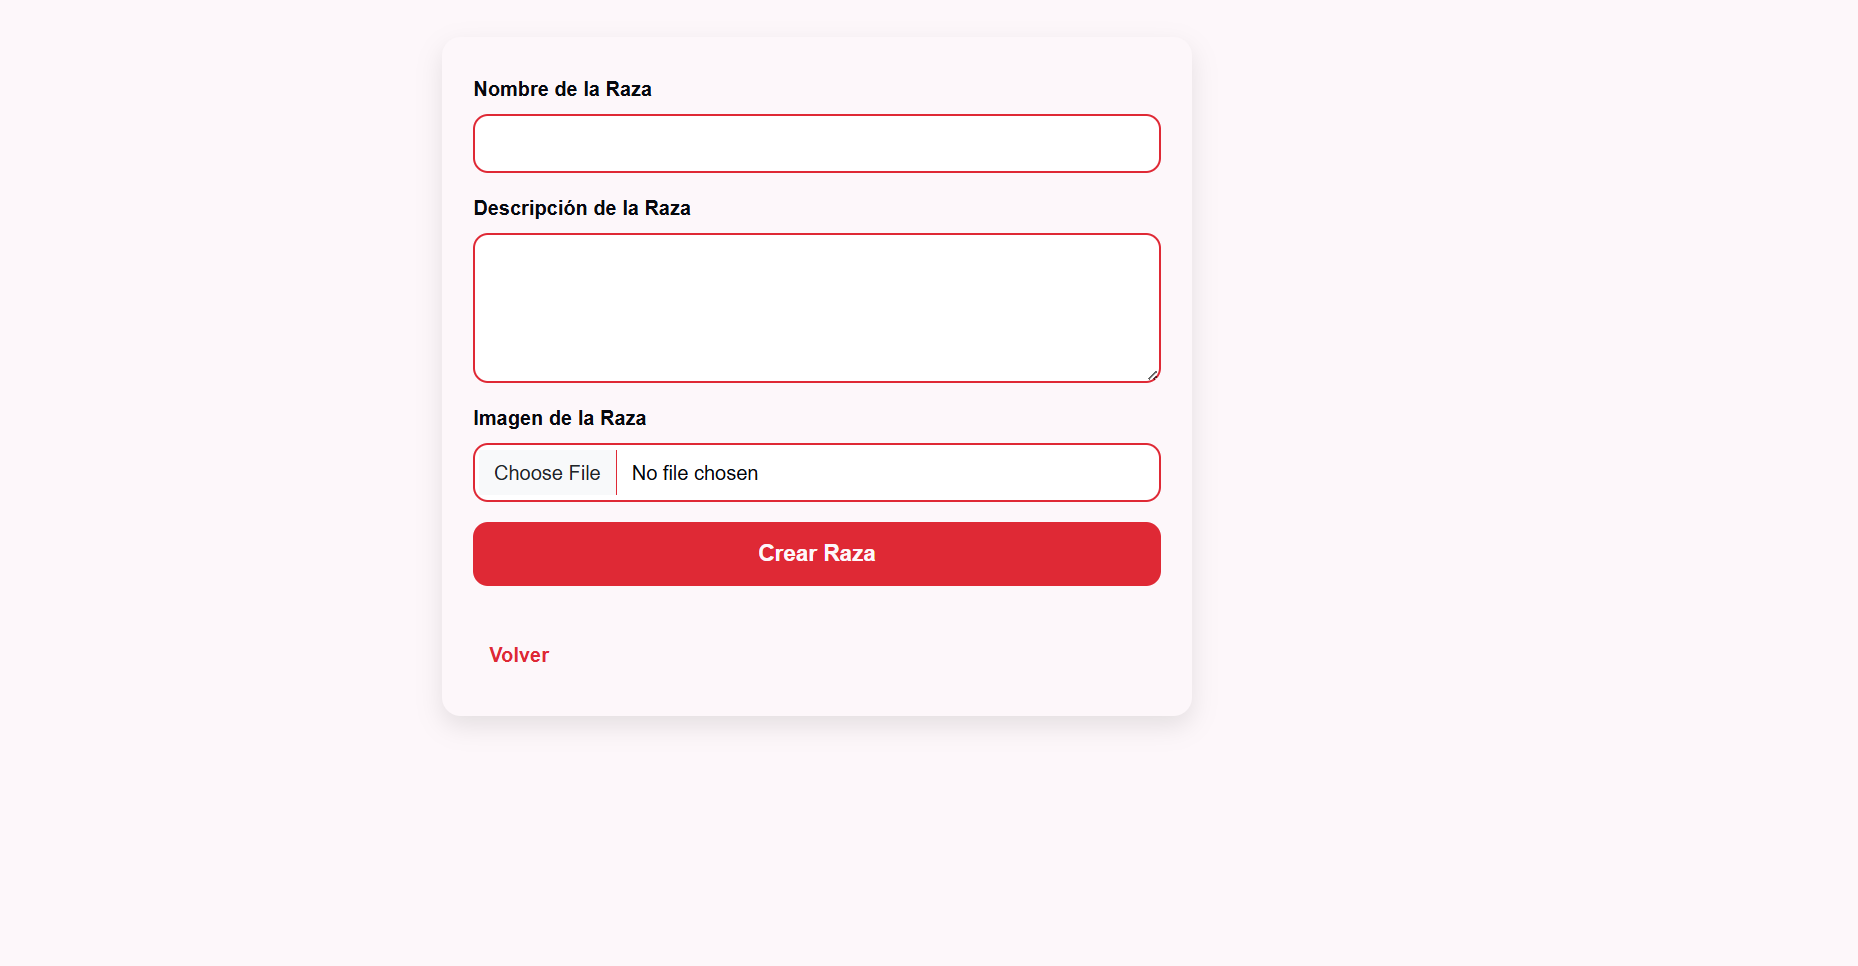 Nombre de la Raza
Descripción de la Raza
Imagen de la Raza
Choose File No file chosen
Crear Raza
Volver